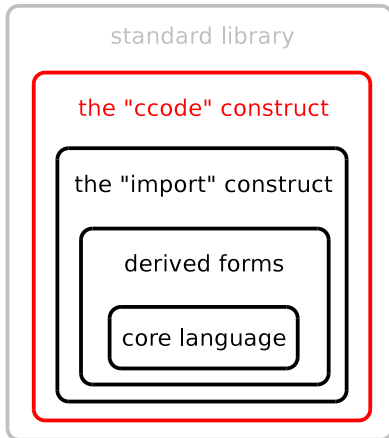 standard library
the "ccode" construct
the "import" construct
derived forms
core language